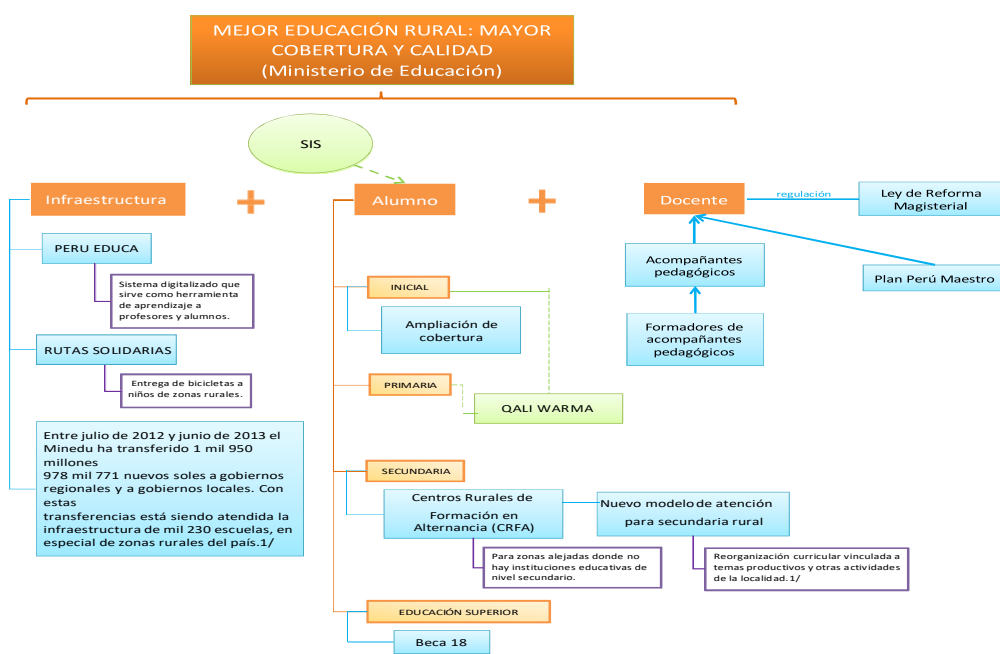 MEJOR EDUCACIÓN RURAL: MAYOR
COBERTURA Y CALIDAD
(Ministerio de Educación)
SIS
Infraestructura
Alumno
Docente
regulación
Ley de Reforma
Magisterial
PERU EDUCA
Sistema digitalizado que
sirve como herramienta
de aprendizaje a
profesores y alumnos.
RUTAS SOLIDARIAS
Entrega de bicicletas a
niños de zonas rurales.
Entre julio de 2012 y junio de 2013 el
Minedu ha transferido 1 mil 950
millones
978 mil 771 nuevos soles a gobiernos
regionales y a gobiernos locales. Con
estas
transferencias está siendo atendida la
infraestructura de mil 230 escuelas, en
especial de zonas rurales del país.1/
INICIAL
Ampliación de
cobertura
PRIMARIA
QALI WARMA
SECUNDARIA
Centros Rurales de
Formación en
Alternancia (CRFA)
Para zonas alejadas donde no
hay instituciones educativas de
nivel secundario.
Nuevo modelo de atención
para secundaria rural
Reorganización curricular vinculada a
temas productivos y otras actividades
de la localidad.1/
EDUCACIÓN SUPERIOR
Beca 18
Acompañantes
pedagógicos
Formadores de
acompañantes
pedagógicos
Plan Perú Maestro